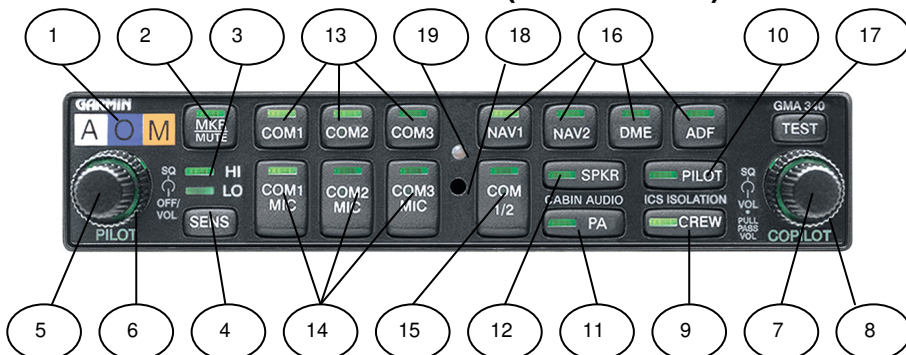 1 2 3 13 19 18 16 10 17
GARMIN
GMA 340
A O M
MKR MUTE
COM1 COM2 COM3
NAV1 NAV2 DME ADF
TEST
SQ
OFF/
VOL
HI
LO
SENS
PILOT
COM1 MIC
COM2 MIC
COM3 MIC
COM 1/2
SPKR
PILOT
CABIN AUDIO
ICS ISOLATION
PA
CREW
SQ
VOL
PULL
PASS
VOL
COPILOT
5 6 4 14 15 12 11 9 7 8